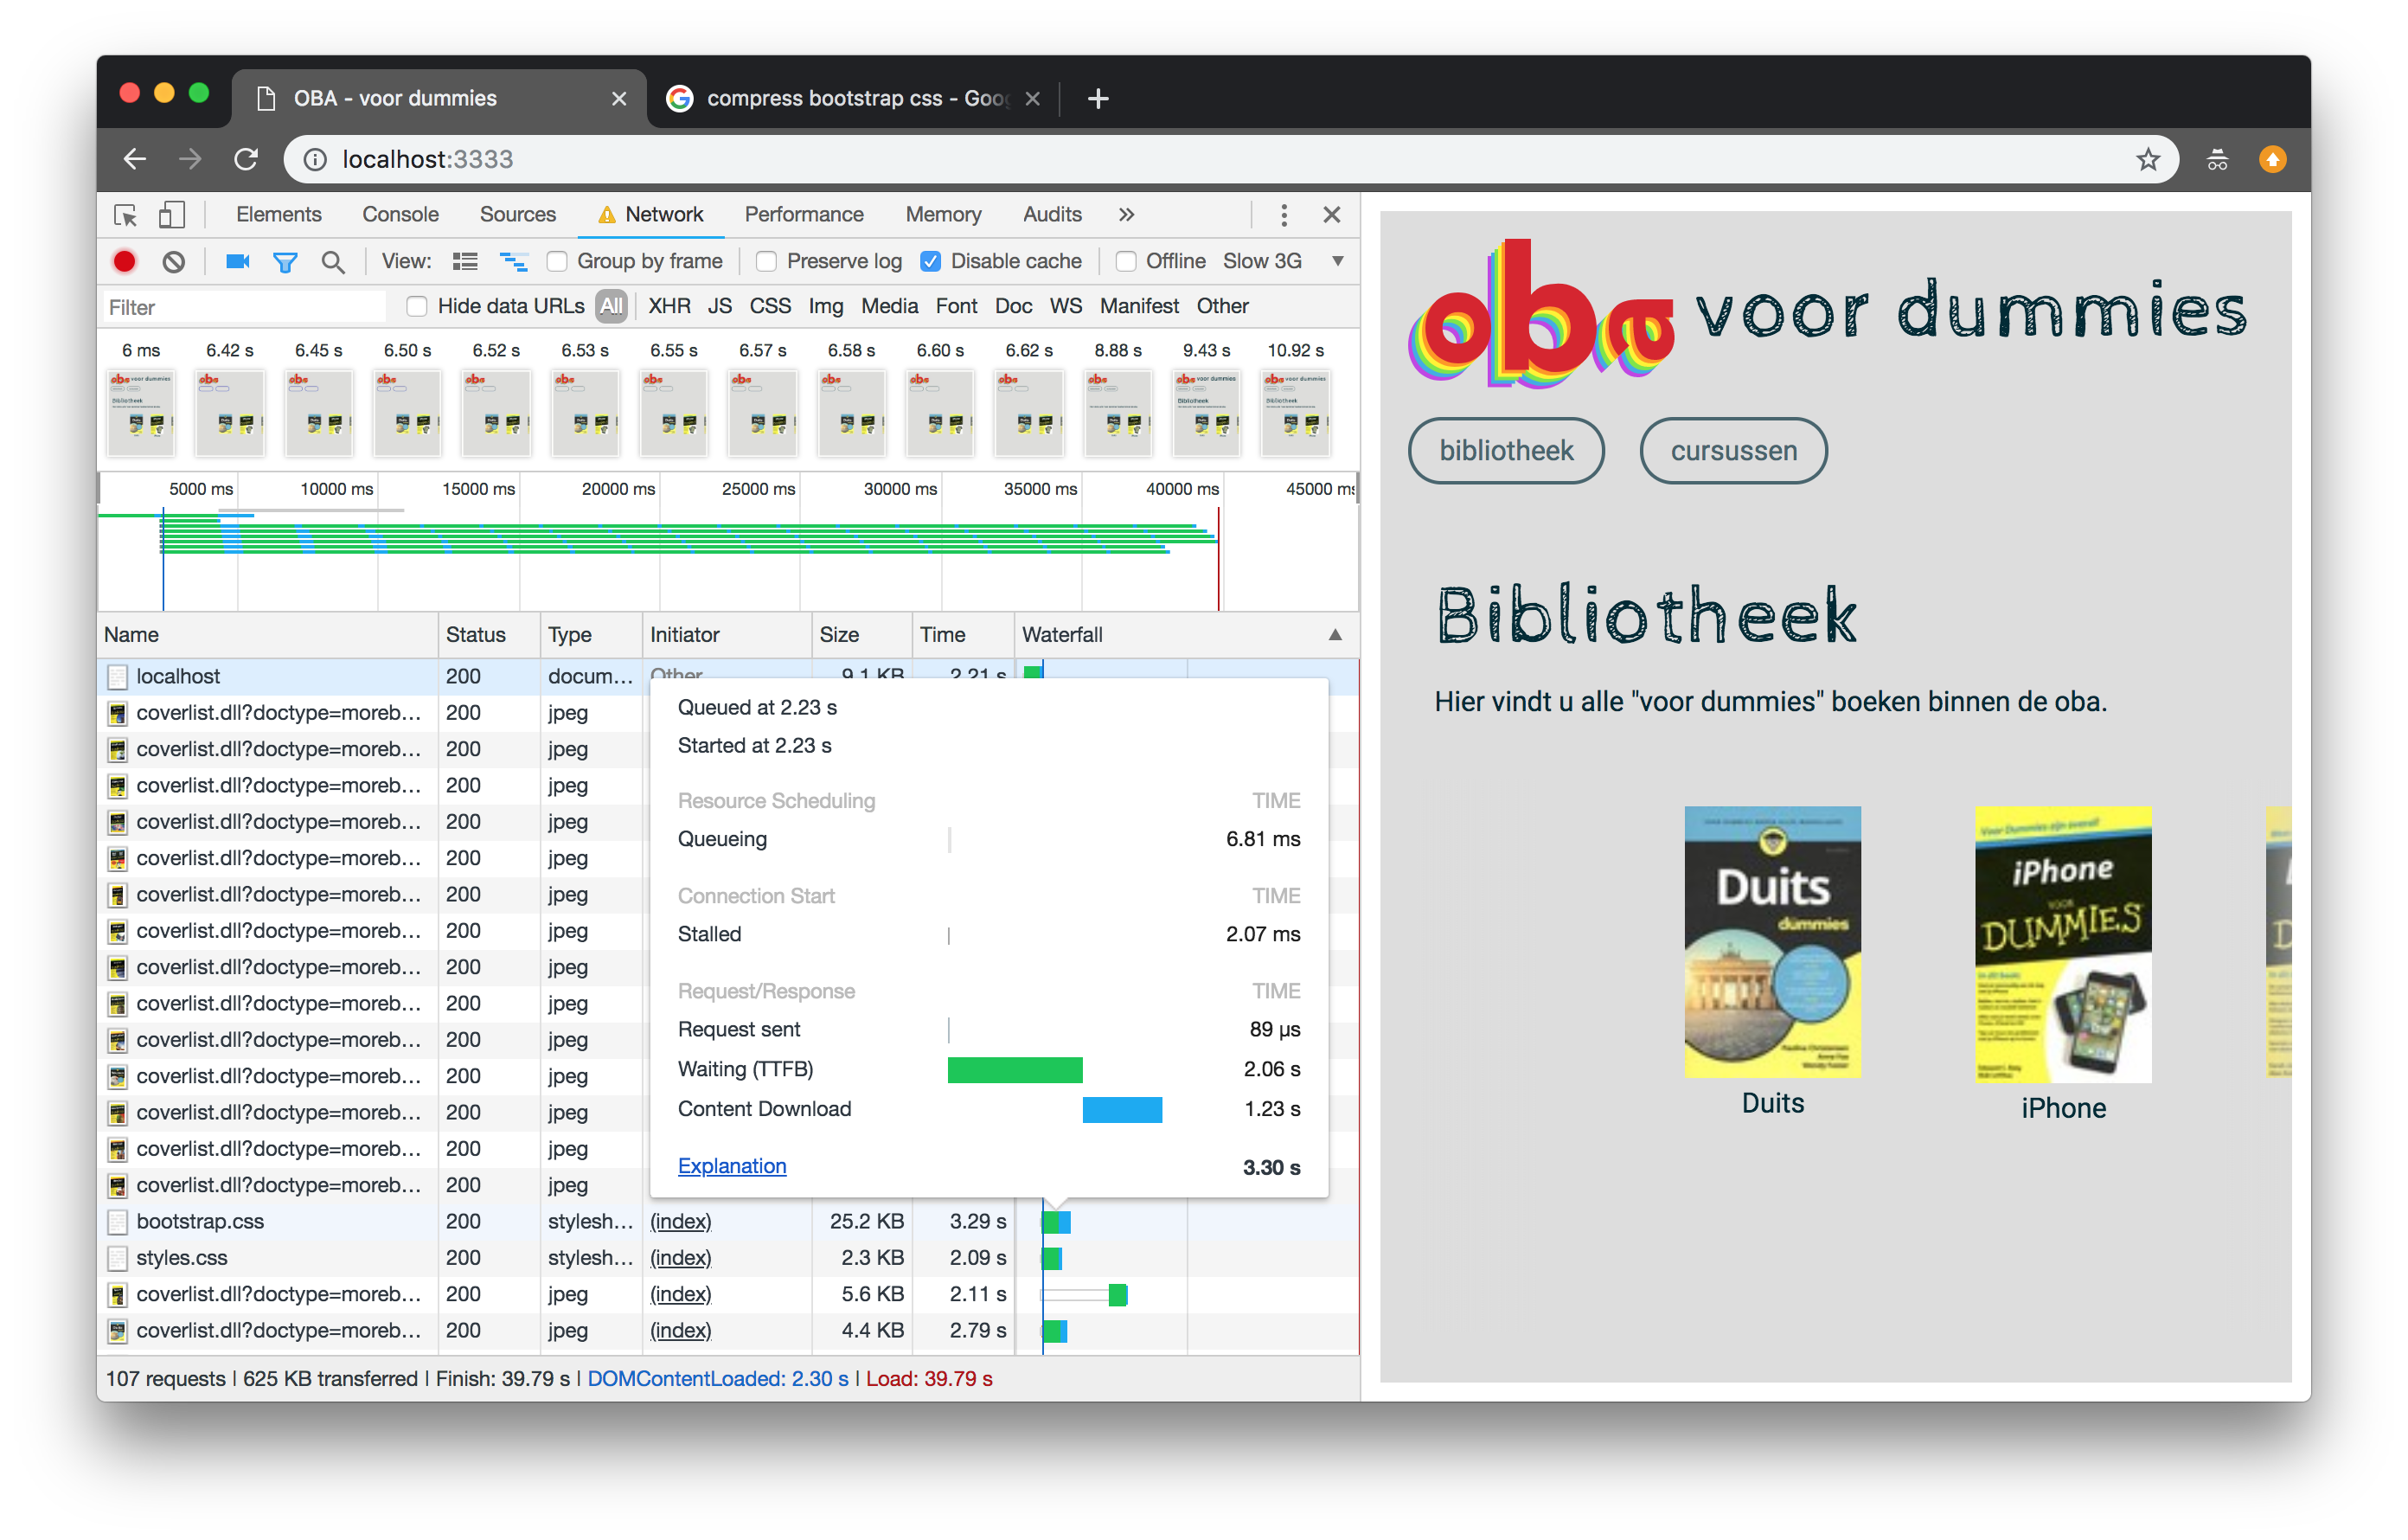 OBA - voor dummies
compress bootstrap css - Goo
localhost:3333
Elements Console Sources Network Performance Memory Audits
View: Group by frame Preserve log Disable cache Offline Slow 3G
Filter Hide data URLs All XHR JS CSS Img Media Font Doc WS Manifest Other
6 ms 6.42 s 6.45 s 6.50 s 6.52 s 6.53 s 6.55 s 6.57 s 6.58 s 6.60 s 6.62 s 8.88 s 9.43 s 10.92 s
5000 ms 10000 ms 15000 ms 20000 ms 25000 ms 30000 ms 35000 ms 40000 ms 45000 ms
Name Status Type Initiator Size Time Waterfall
localhost 200 docum... Other 9.1 KB 2.21 s
coverlist.dll?doctype=moreb... 200 jpeg
coverlist.dll?doctype=moreb... 200 jpeg
coverlist.dll?doctype=moreb... 200 jpeg
coverlist.dll?doctype=moreb... 200 jpeg
coverlist.dll?doctype=moreb... 200 jpeg
coverlist.dll?doctype=moreb... 200 jpeg
coverlist.dll?doctype=moreb... 200 jpeg
coverlist.dll?doctype=moreb... 200 jpeg
coverlist.dll?doctype=moreb... 200 jpeg
coverlist.dll?doctype=moreb... 200 jpeg
coverlist.dll?doctype=moreb... 200 jpeg
coverlist.dll?doctype=moreb... 200 jpeg
coverlist.dll?doctype=moreb... 200 jpeg
coverlist.dll?doctype=moreb... 200 jpeg
bootstrap.css 200 stylesh... (index) 25.2 KB 3.29 s
styles.css 200 stylesh... (index) 2.3 KB 2.09 s
coverlist.dll?doctype=moreb... 200 jpeg (index) 5.6 KB 2.11 s
coverlist.dll?doctype=moreb... 200 jpeg (index) 4.4 KB 2.79 s
Queued at 2.23 s
Started at 2.23 s
Resource Scheduling TIME
Queueing 6.81 ms
Connection Start TIME
Stalled 2.07 ms
Request/Response TIME
Request sent 89 µs
Waiting (TTFB) 2.06 s
Content Download 1.23 s
Explanation 3.30 s
107 requests | 625 KB transferred | Finish: 39.79 s | DOMContentLoaded: 2.30 s | Load: 39.79 s
oba voor dummies
bibliotheek
cursussen
Bibliotheek
Hier vindt u alle "voor dummies" boeken binnen de oba.
Duits
dummies
Duits
Voor Dummies zijn overal!
iPhone
VOOR
DUMMIES
iPhone